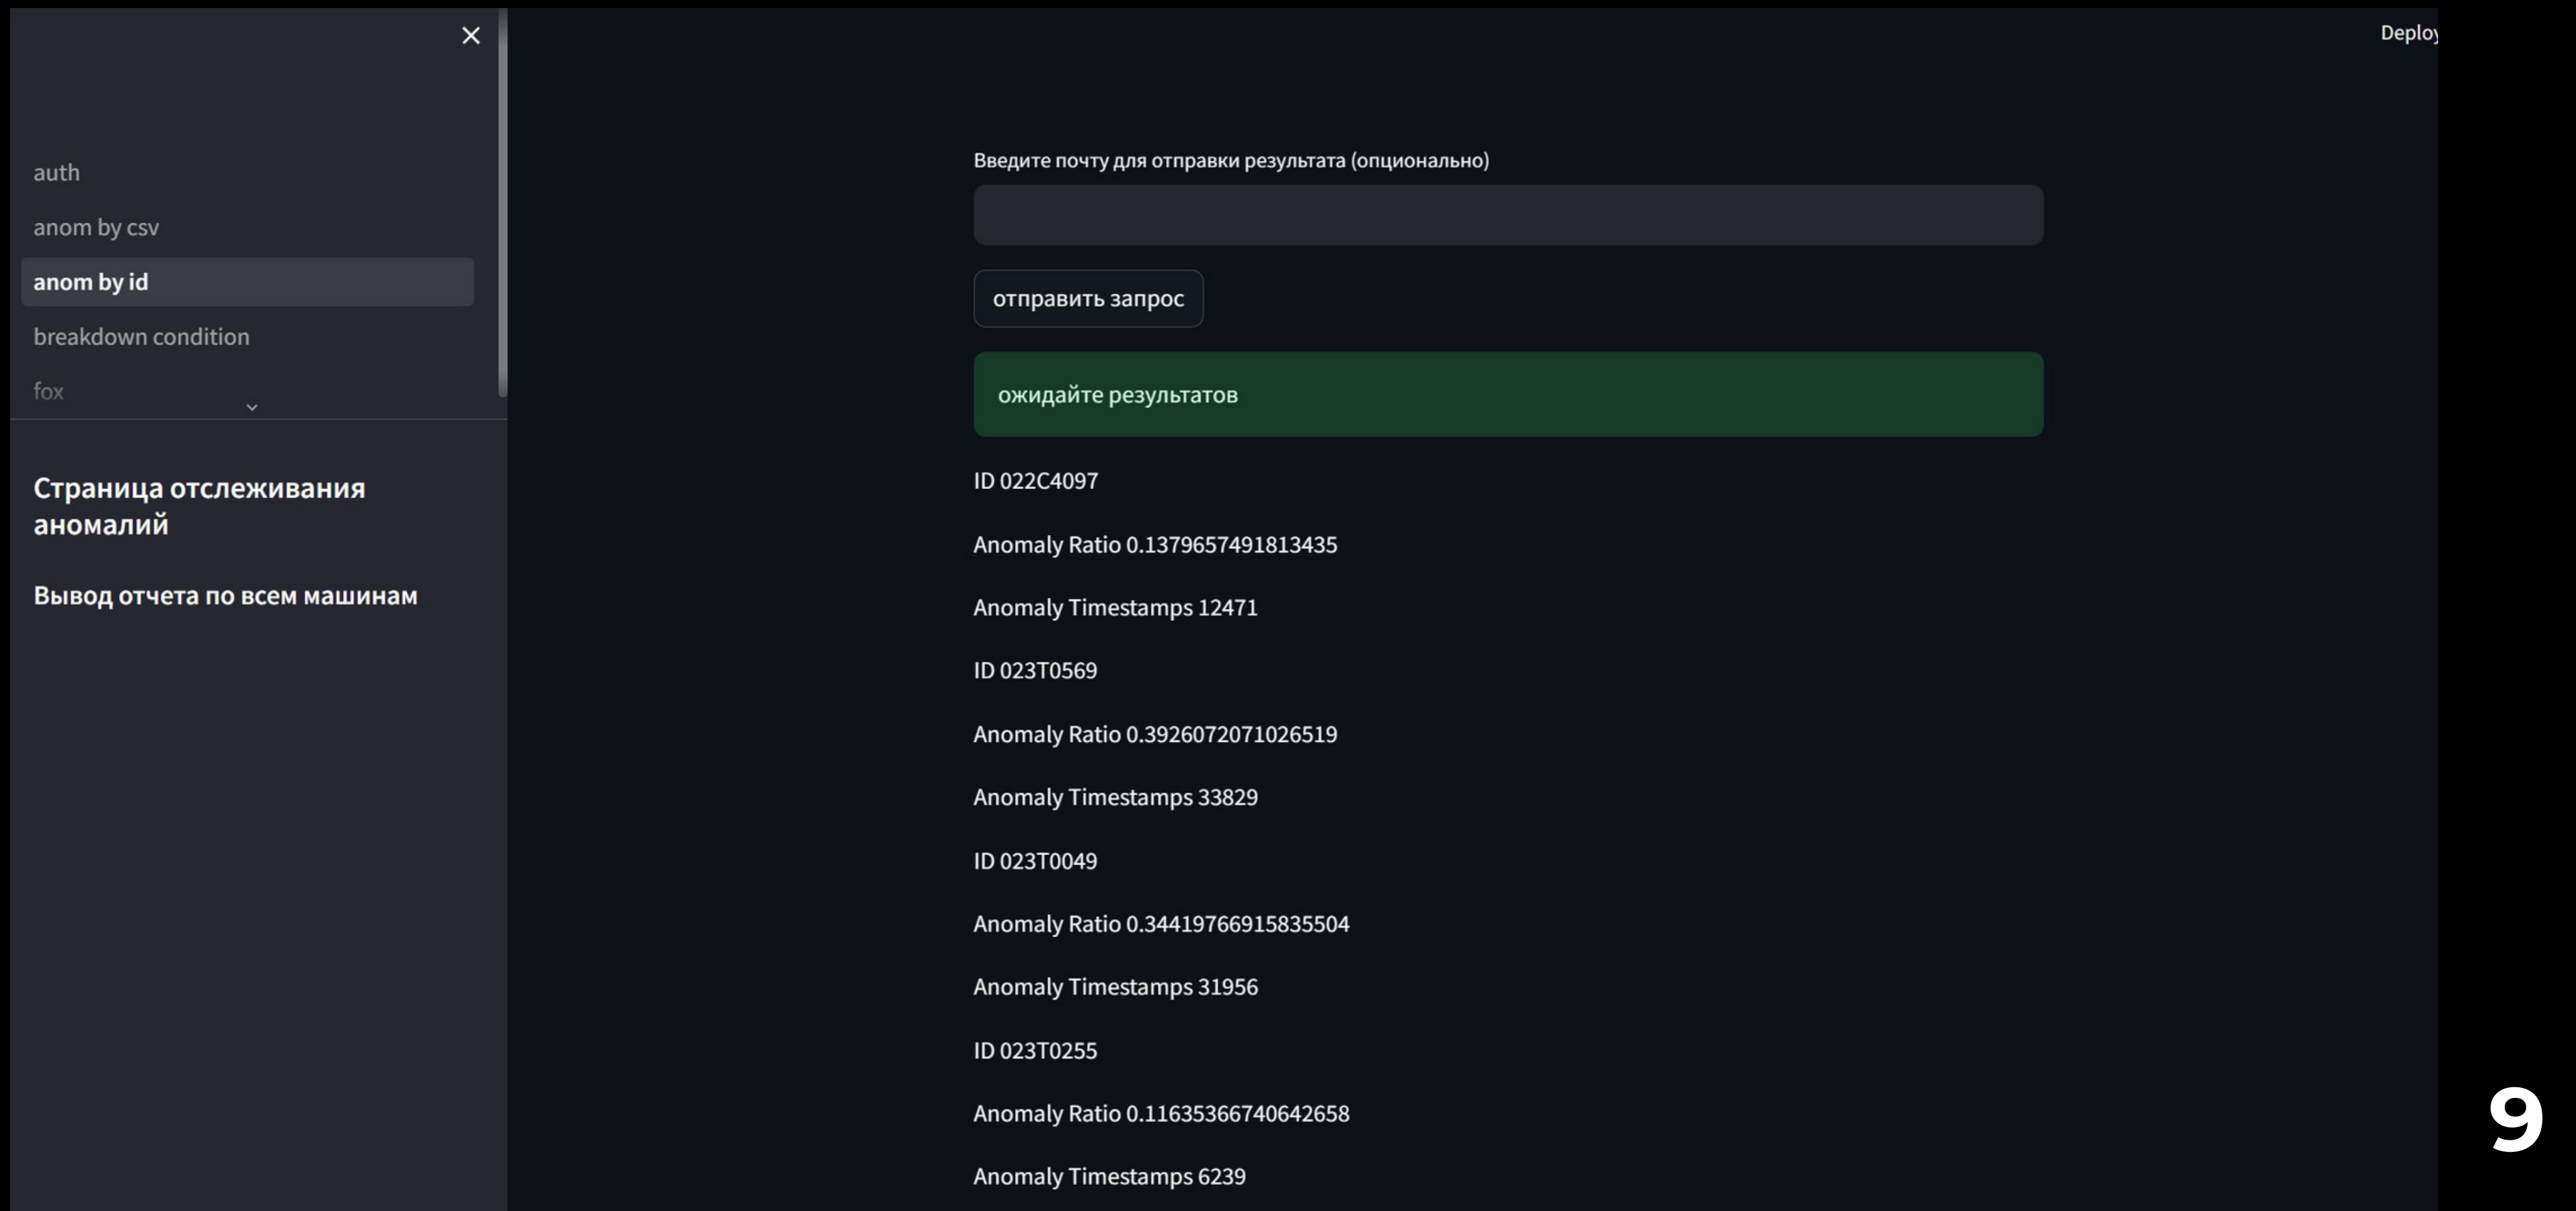 auth
anom by csv
anom by id
breakdown condition
fox
Страница отслеживания
аномалий
Вывод отчета по всем машинам
Deploy
Введите почту для отправки результата (опционально)
отправить запрос
ожидайте результатов
ID 022C4097
Anomaly Ratio 0.1379657491813435
Anomaly Timestamps 12471
ID 023T0569
Anomaly Ratio 0.3926072071026519
Anomaly Timestamps 33829
ID 023T0049
Anomaly Ratio 0.34419766915835504
Anomaly Timestamps 31956
ID 023T0255
Anomaly Ratio 0.11635366740642658
Anomaly Timestamps 6239
9